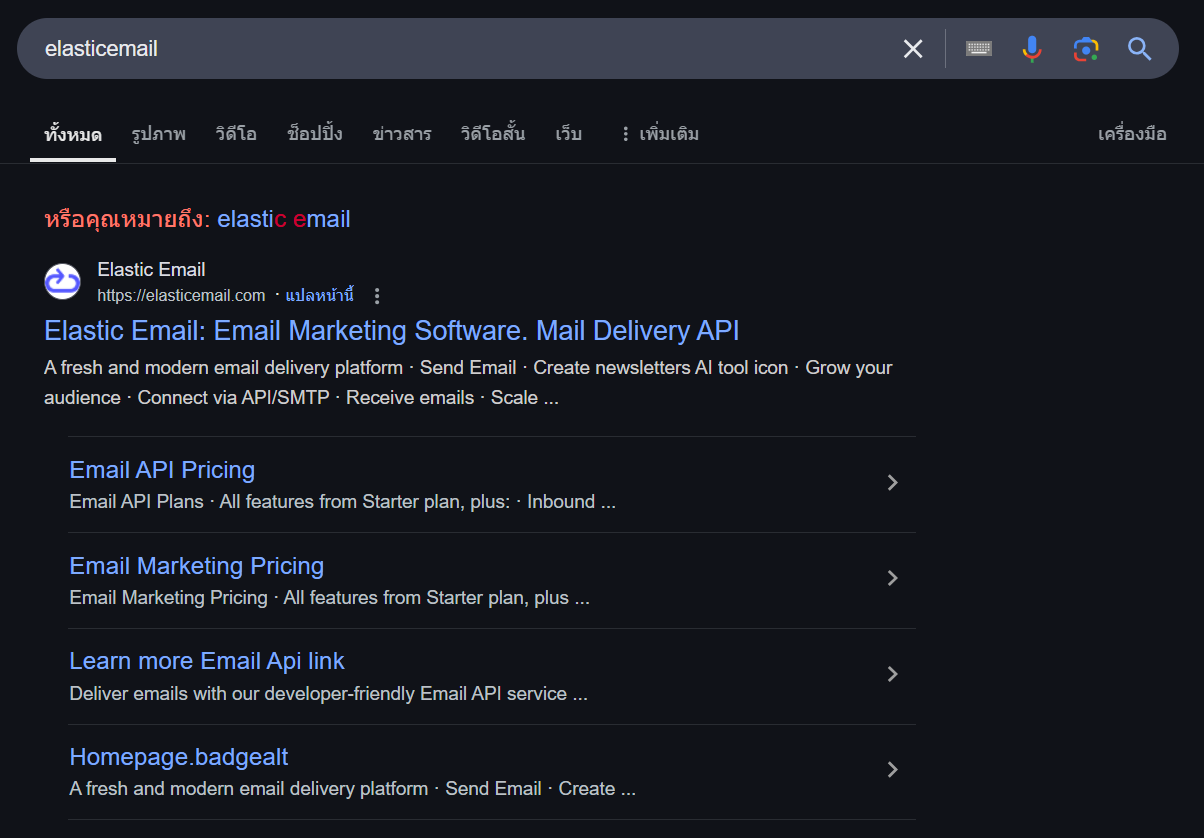 elasticemail
ทั้งหมด รูปภาพ วิดีโอ ช็อปปิ้ง ข่าวสาร วิดีโอสั้น เว็บ เพิ่มเติม เครื่องมือ
หรือคุณหมายถึง: elastic email
Elastic Email
https://elasticemail.com · แปลหน้านี้
Elastic Email: Email Marketing Software. Mail Delivery API
A fresh and modern email delivery platform · Send Email · Create newsletters AI tool icon · Grow your
audience · Connect via API/SMTP · Receive emails · Scale ...
Email API Pricing
Email API Plans · All features from Starter plan, plus: · Inbound ...
Email Marketing Pricing
Email Marketing Pricing · All features from Starter plan, plus ...
Learn more Email Api link
Deliver emails with our developer-friendly Email API service ...
Homepage.badgealt
A fresh and modern email delivery platform · Send Email · Create ...